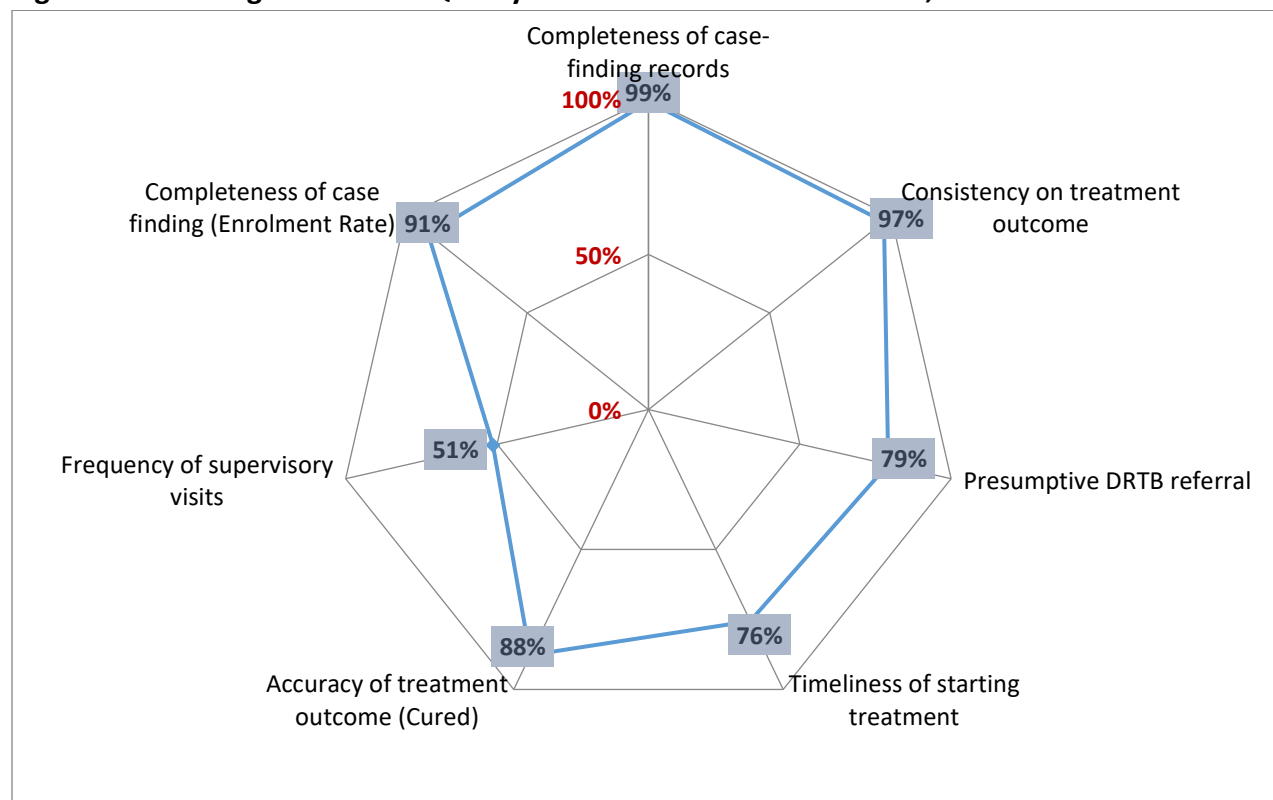 Completeness of case-
finding records
100%
99%
Completeness of case
finding (Enrolment Rate)
91%
Consistency on treatment
outcome
97%
50%
0%
Frequency of supervisory
visits
51%
79%
Presumptive DRTB referral
88%
76%
Accuracy of treatment
outcome (Cured)
Timeliness of starting
treatment